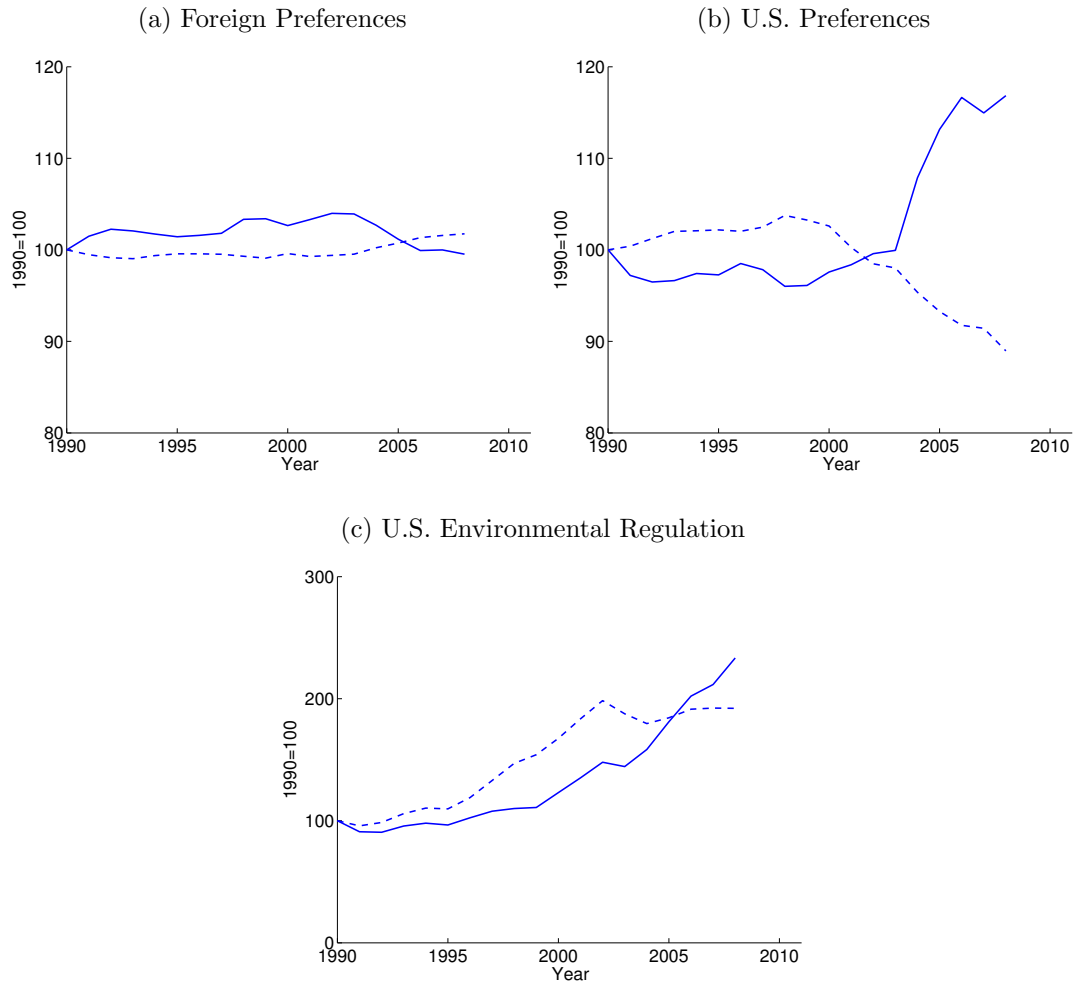 (a) Foreign Preferences
120
110
100
90
80
1990=100
1990 1995 2000 2005 2010
Year
(b) U.S. Preferences
120
110
100
90
80
1990=100
1990 1995 2000 2005 2010
Year
(c) U.S. Environmental Regulation
300
200
100
0
1990=100
1990 1995 2000 2005 2010
Year